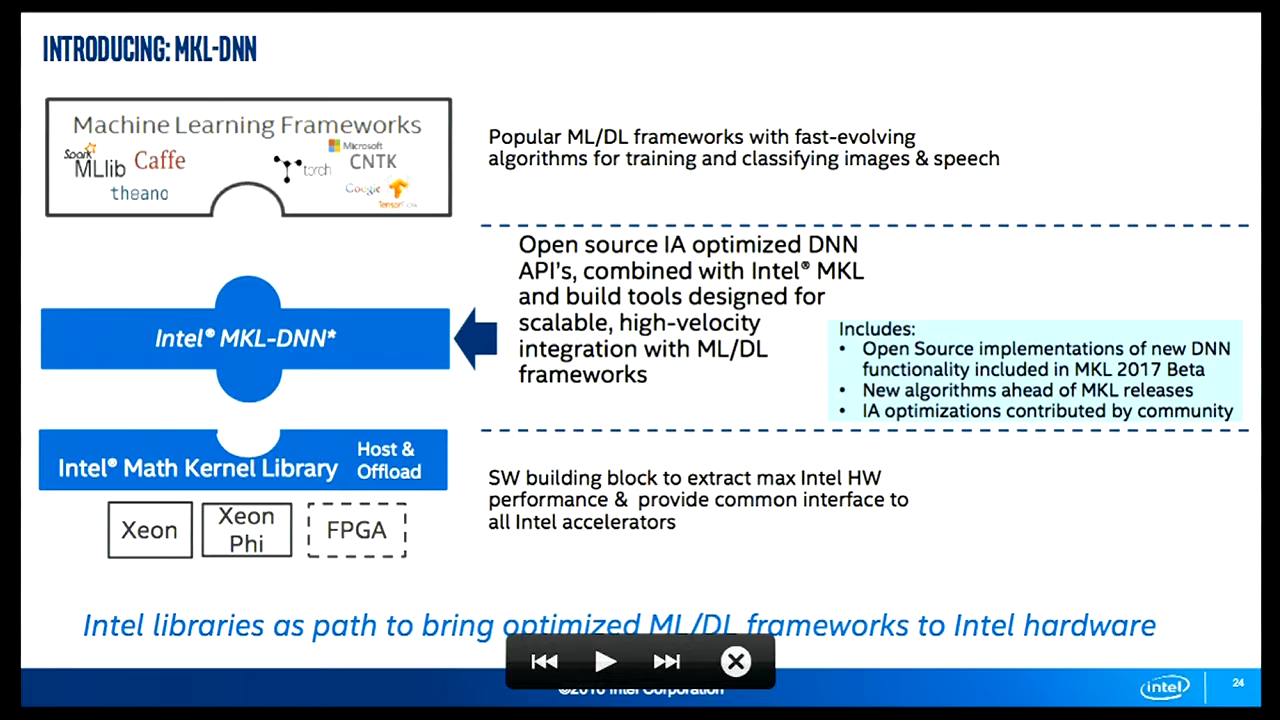 INTRODUCING: MKL-DNN
Machine Learning Frameworks
Spark
MLlib
Caffe
theano
torch
Microsoft
CNTK
Google
TensorFlow
Popular ML/DL frameworks with fast-evolving
algorithms for training and classifying images & speech
Intel® MKL-DNN*
Open source IA optimized DNN
API's, combined with Intel® MKL
and build tools designed for
scalable, high-velocity
integration with ML/DL
frameworks
Includes:
• Open Source implementations of new DNN
functionality included in MKL 2017 Beta
• New algorithms ahead of MKL releases
• IA optimizations contributed by community
Intel® Math Kernel Library
Host &
Offload
Xeon
Xeon
Phi
FPGA
SW building block to extract max Intel HW
performance & provide common interface to
all Intel accelerators
Intel libraries as path to bring optimized ML/DL frameworks to Intel hardware
©2016 Intel Corporation
intel
24